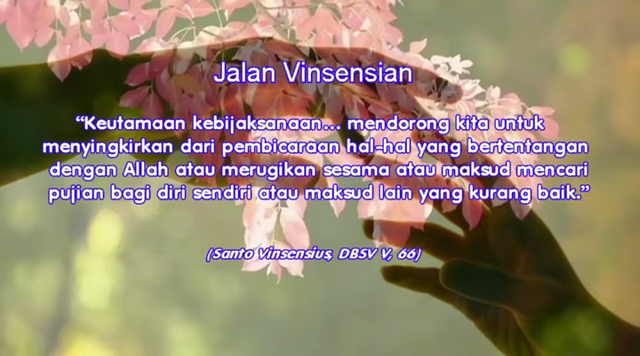 Jalan Vinsensian
“Keutamaan kebijaksanaan... mendorong kita untuk
menyingkirkan dari pembicaraan hal-hal yang bertentangan
dengan Allah atau merugikan sesama atau maksud mencari
pujian bagi diri sendiri atau maksud lain yang kurang baik.”
(Santo Vinsensius, DBSV V, 66)